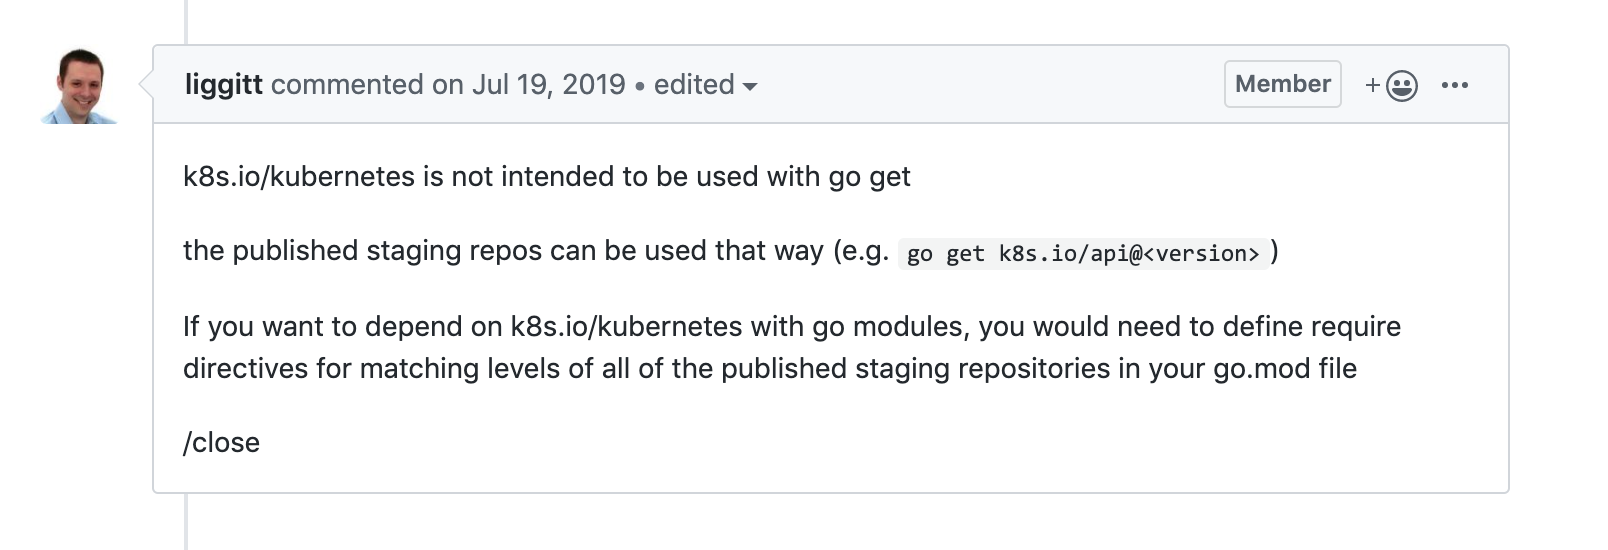 liggitt commented on Jul 19, 2019 • edited
Member
k8s.io/kubernetes is not intended to be used with go get
the published staging repos can be used that way (e.g. go get k8s.io/api@<version> )
If you want to depend on k8s.io/kubernetes with go modules, you would need to define require
directives for matching levels of all of the published staging repositories in your go.mod file
/close